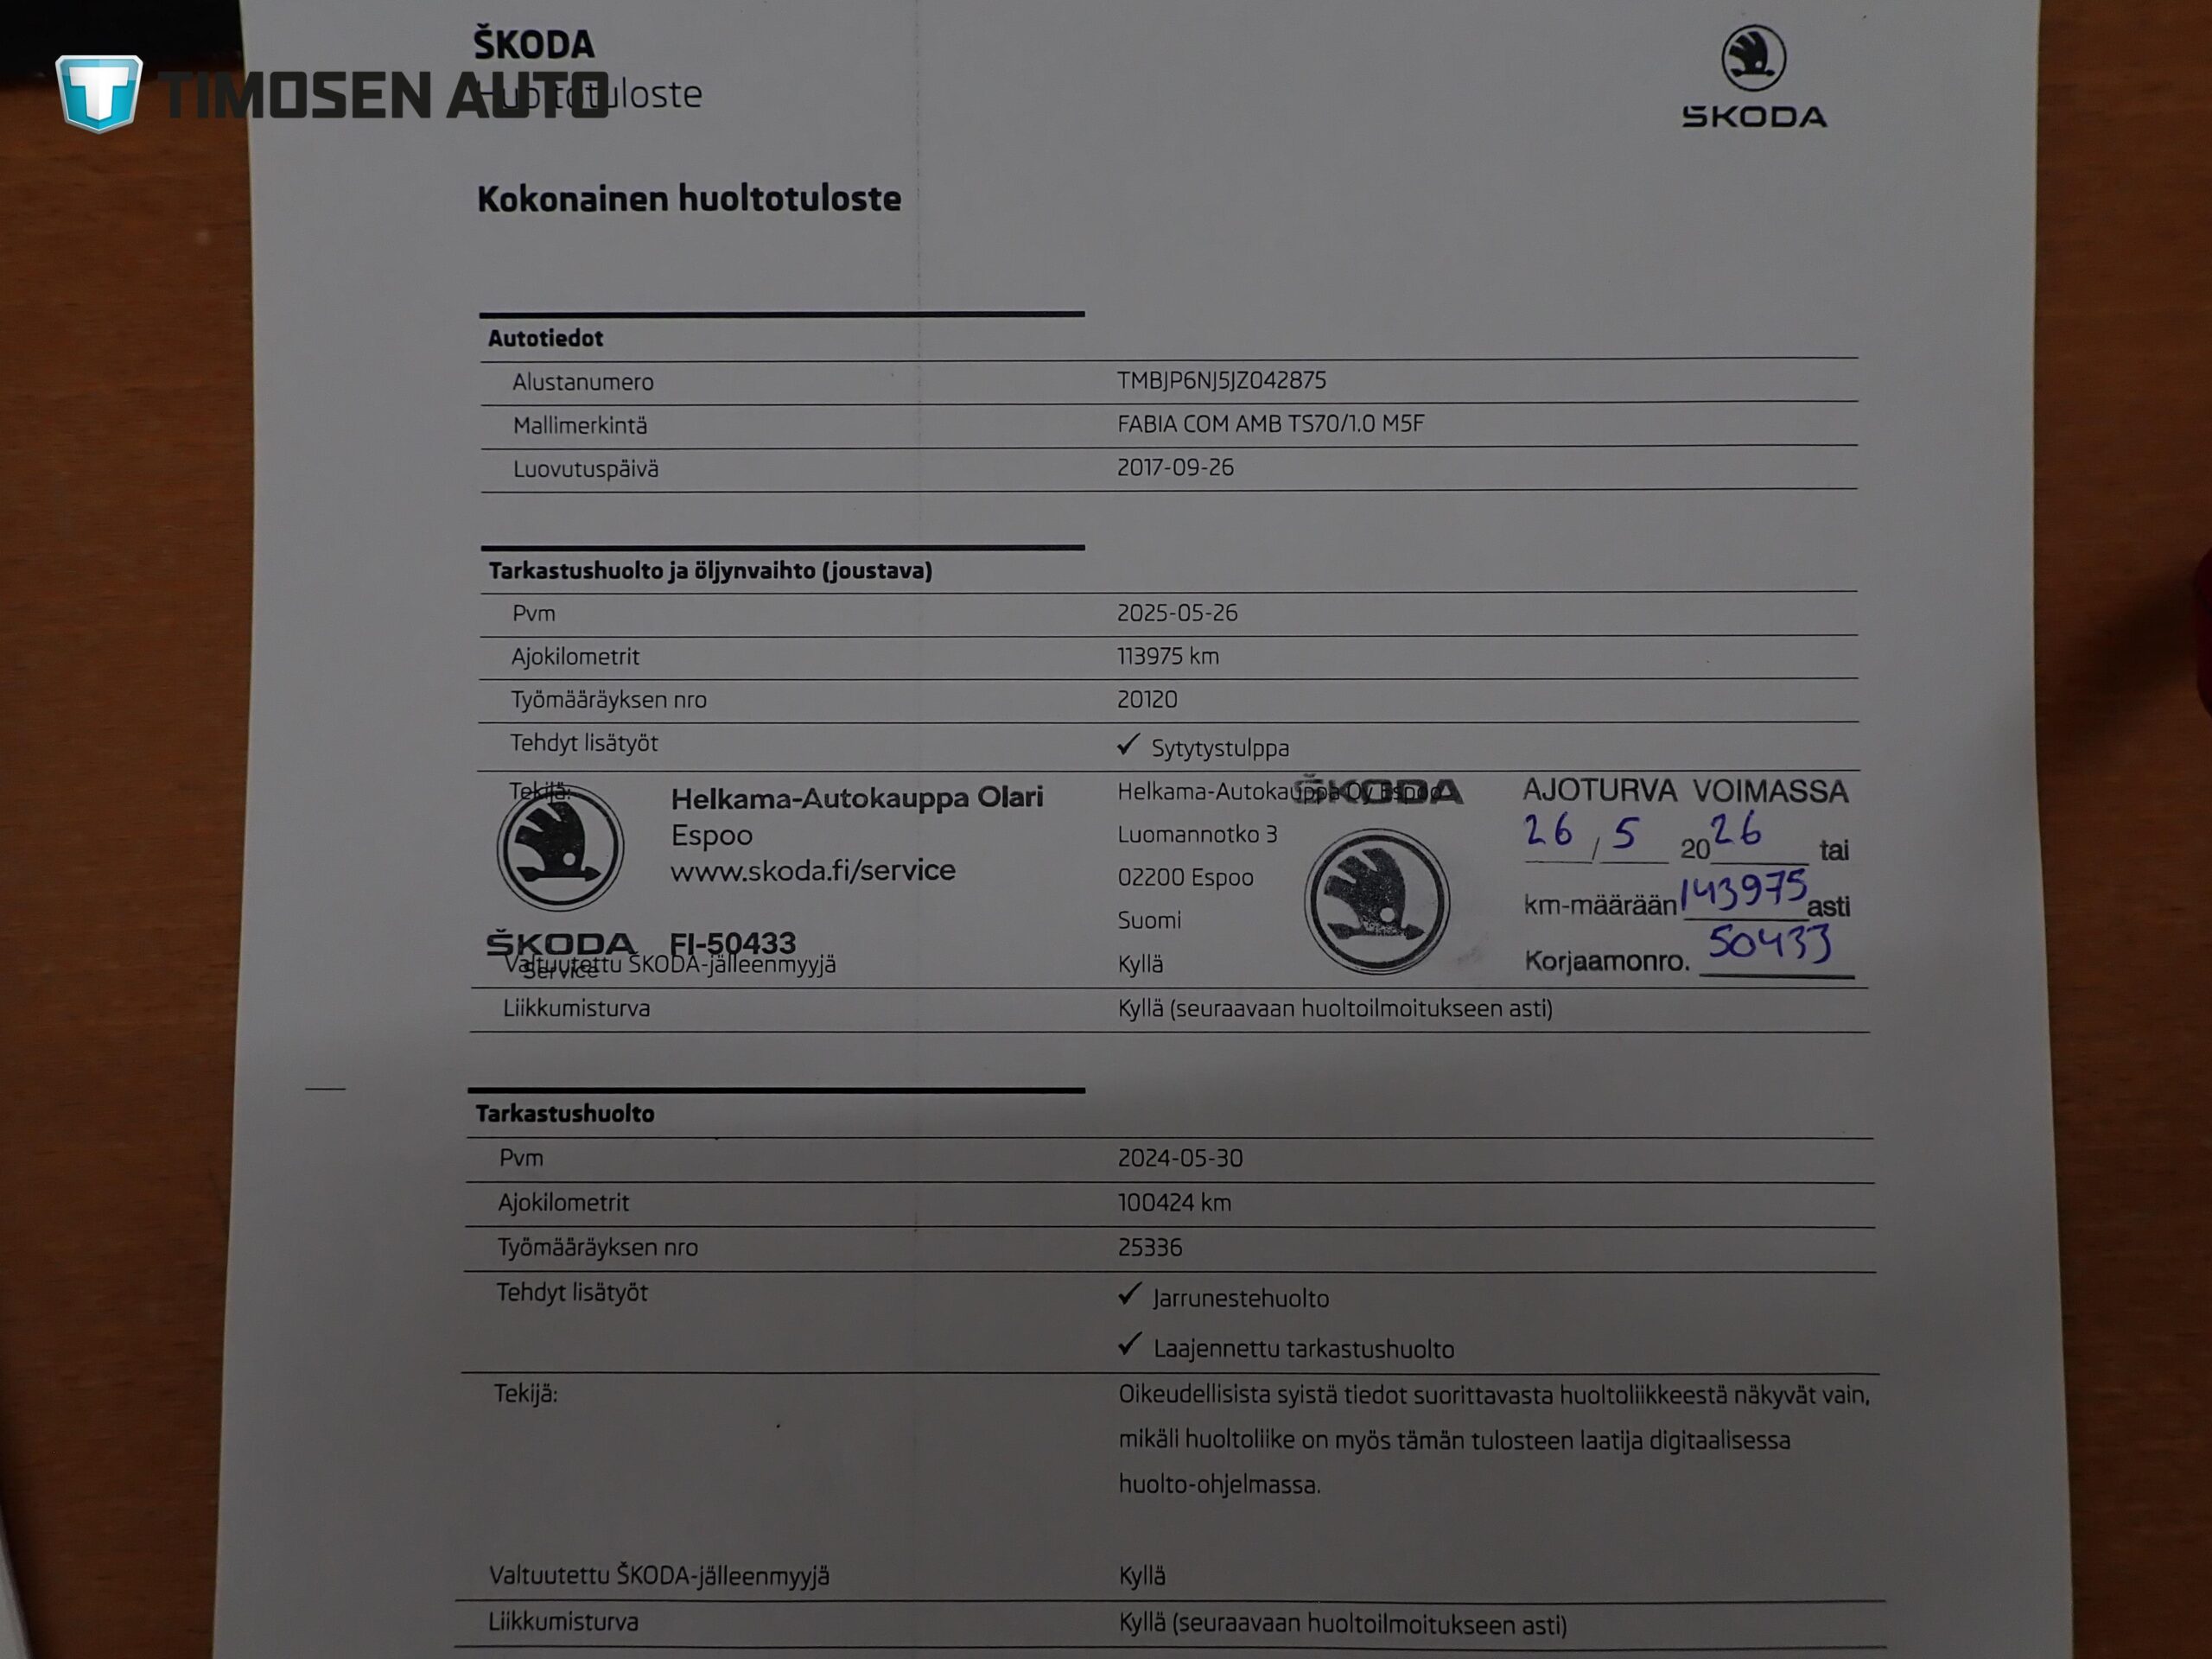 ŠKODA
TIMOSEN AUTO
Huoltotuloste
ŠKODA
Kokonainen huoltotuloste
Autotiedot
Alustanumero TMBJP6NJ5JZ042875
Mallimerkintä FABIA COM AMB TS70/1.0 M5F
Luovutuspäivä 2017-09-26
Tarkastushuolto ja öljynvaihto (joustava)
Pvm 2025-05-26
Ajokilometrit 113975 km
Työmääräyksen nro 20120
Tehdyt lisätyöt ✓ Sytytystulppa
Tekijä: Helkama-Autokauppa Oy Espoo
Luomannotko 3
02200 Espoo
Suomi
Helkama-Autokauppa Olari
Espoo
www.skoda.fi/service
ŠKODA FI-50433
Service
ŠKODA
AJOTURVA VOIMASSA
26 / 5 2026 tai
km-määrään 143975 asti
Korjaamonro. 50433
Valtuutettu ŠKODA-jälleenmyyjä Kyllä
Liikkumisturva Kyllä (seuraavaan huoltoilmoitukseen asti)
Tarkastushuolto
Pvm 2024-05-30
Ajokilometrit 100424 km
Työmääräyksen nro 25336
Tehdyt lisätyöt ✓ Jarrunestehuolto
✓ Laajennettu tarkastushuolto
Tekijä: Oikeudellisista syistä tiedot suorittavasta huoltoliikkeestä näkyvät vain,
mikäli huoltoliike on myös tämän tulosteen laatija digitaalisessa
huolto-ohjelmassa.
Valtuutettu ŠKODA-jälleenmyyjä Kyllä
Liikkumisturva Kyllä (seuraavaan huoltoilmoitukseen asti)